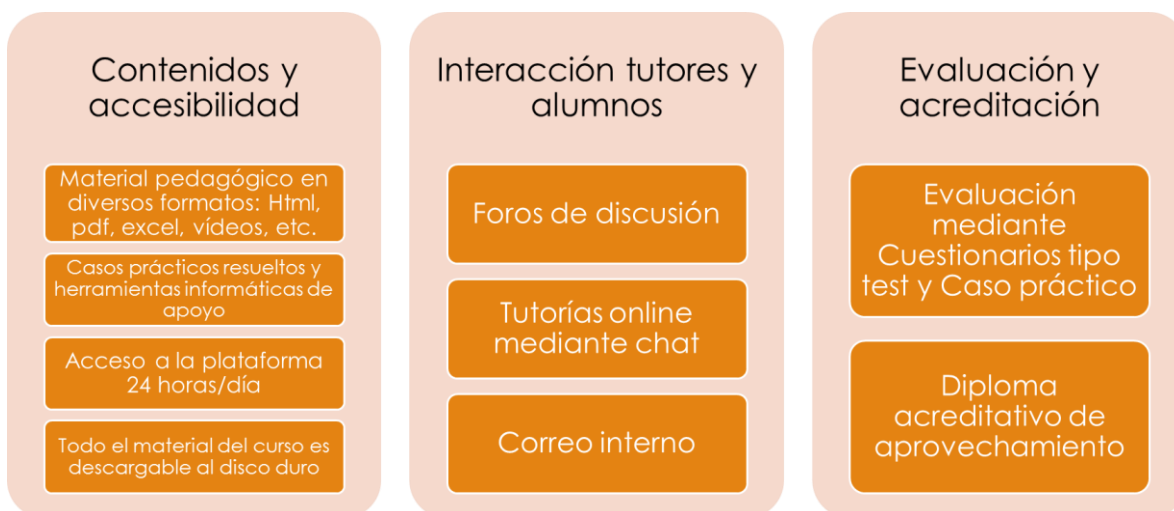 Contenidos y
accesibilidad
Material pedagógico en
diversos formatos: Html,
pdf, excel, vídeos, etc.
Casos prácticos resueltos y
herramientas informáticas de
apoyo
Acceso a la plataforma
24 horas/día
Todo el material del curso es
descargable al disco duro
Interacción tutores y
alumnos
Foros de discusión
Tutorías online
mediante chat
Correo interno
Evaluación y
acreditación
Evaluación
mediante
Cuestionarios tipo
test y Caso práctico
Diploma
acreditativo de
aprovechamiento